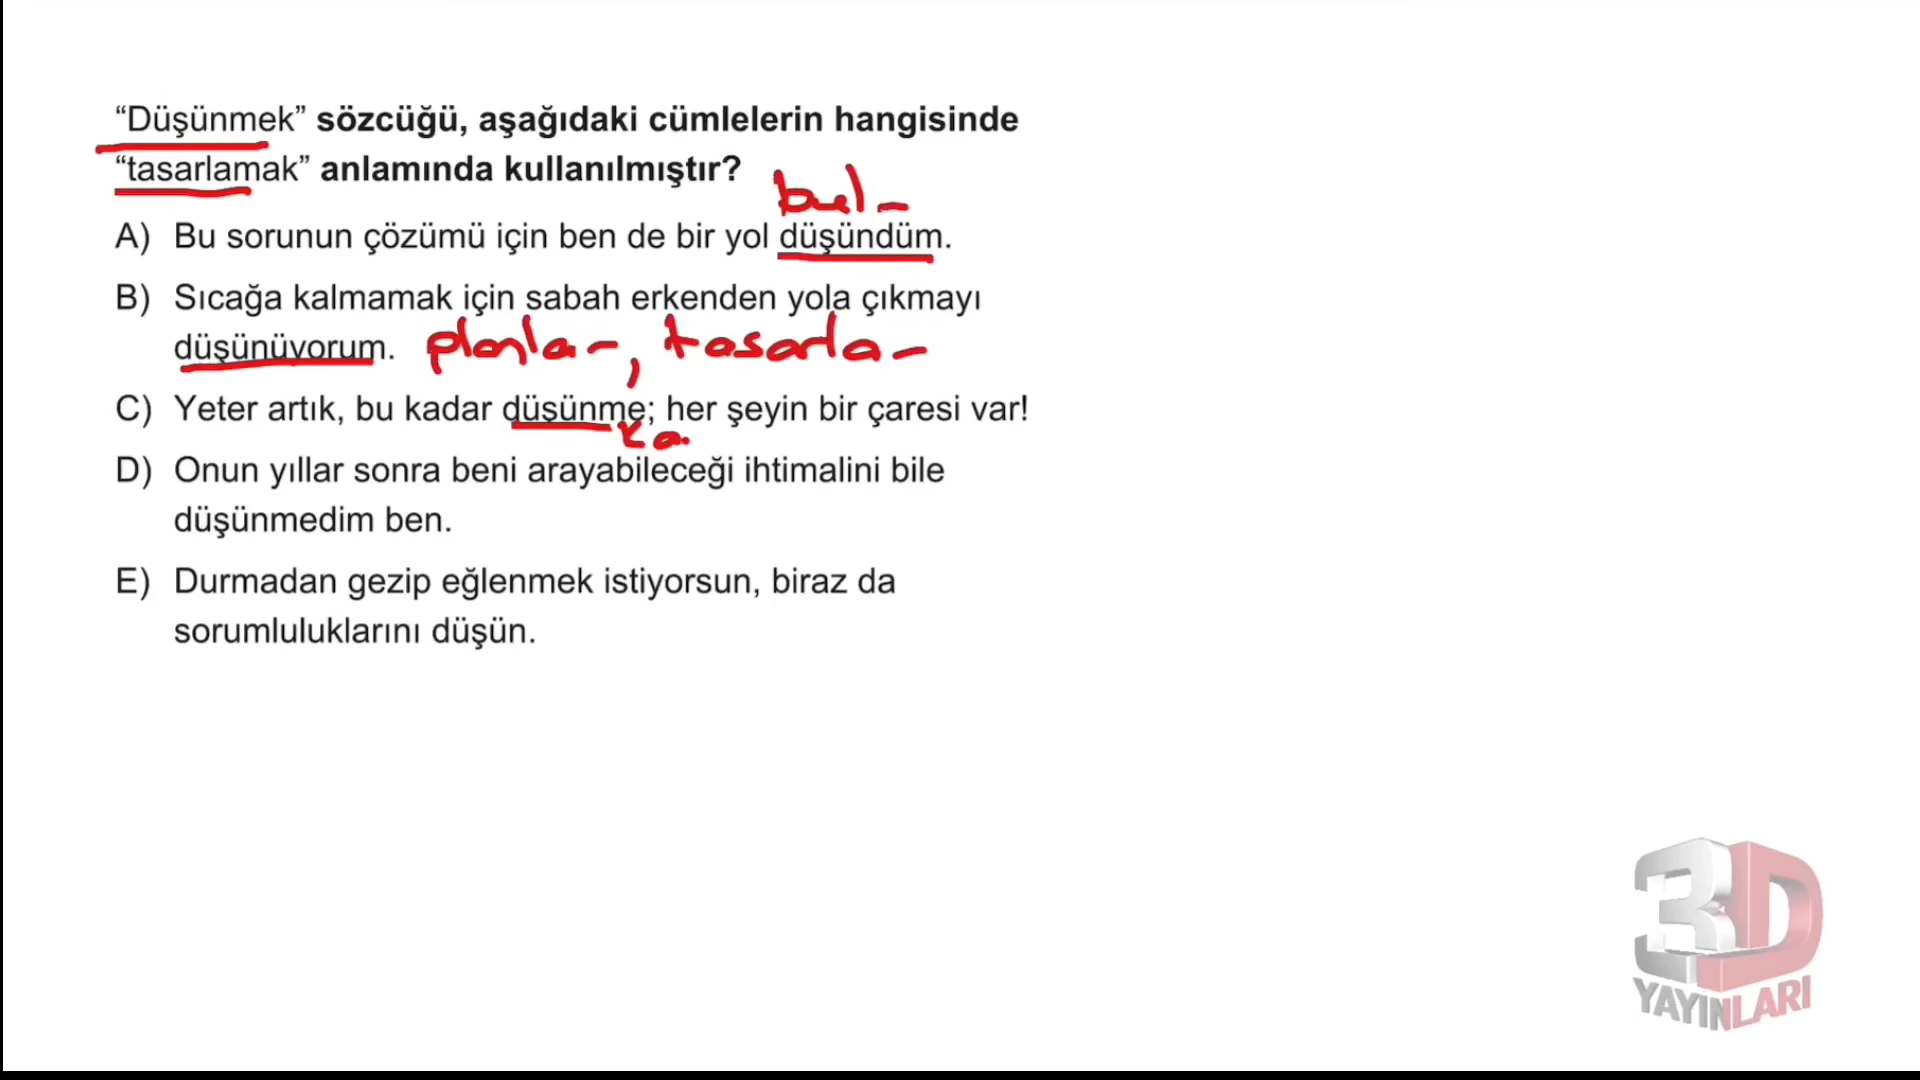 “Düşünmek” sözcüğü, aşağıdaki cümlelerin hangisinde
“tasarlamak” anlamında kullanılmıştır?
bul-
A) Bu sorunun çözümü için ben de bir yol düşündüm.
B) Sıcağa kalmamak için sabah erkenden yola çıkmayı
düşünüyorum. planla-, tasarla-
C) Yeter artık, bu kadar düşünme; her şeyin bir çaresi var!
ka
D) Onun yıllar sonra beni arayabileceği ihtimalini bile
düşünmedim ben.
E) Durmadan gezip eğlenmek istiyorsun, biraz da
sorumluluklarını düşün.
3D
YAYINLARI